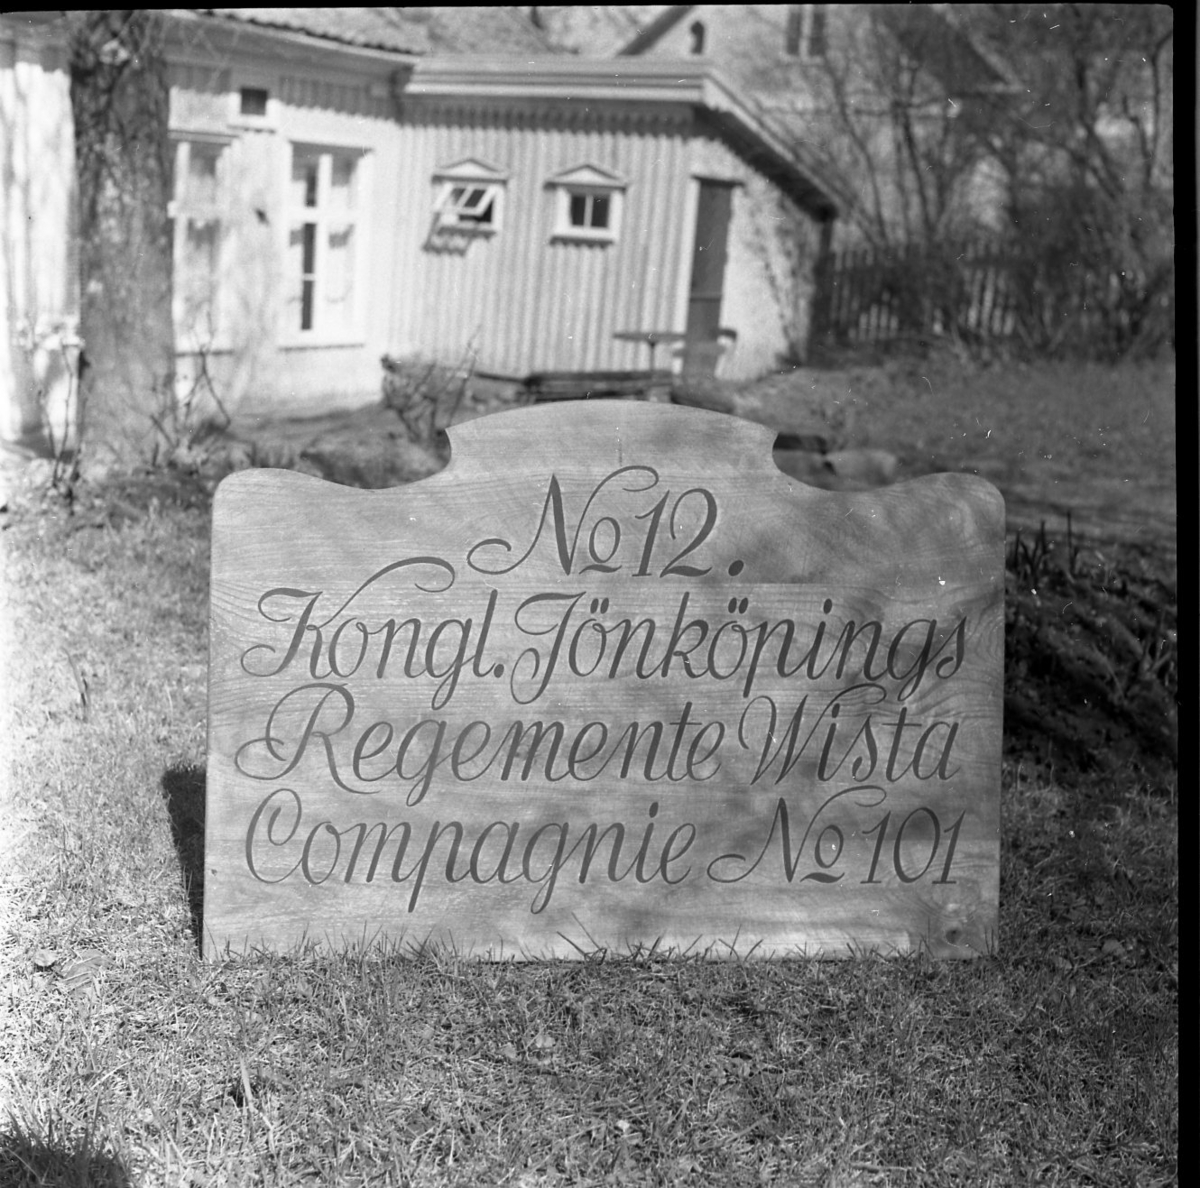 No 12.
Kongl. Jönköpings
Regemente Wista
Compagnie No 101